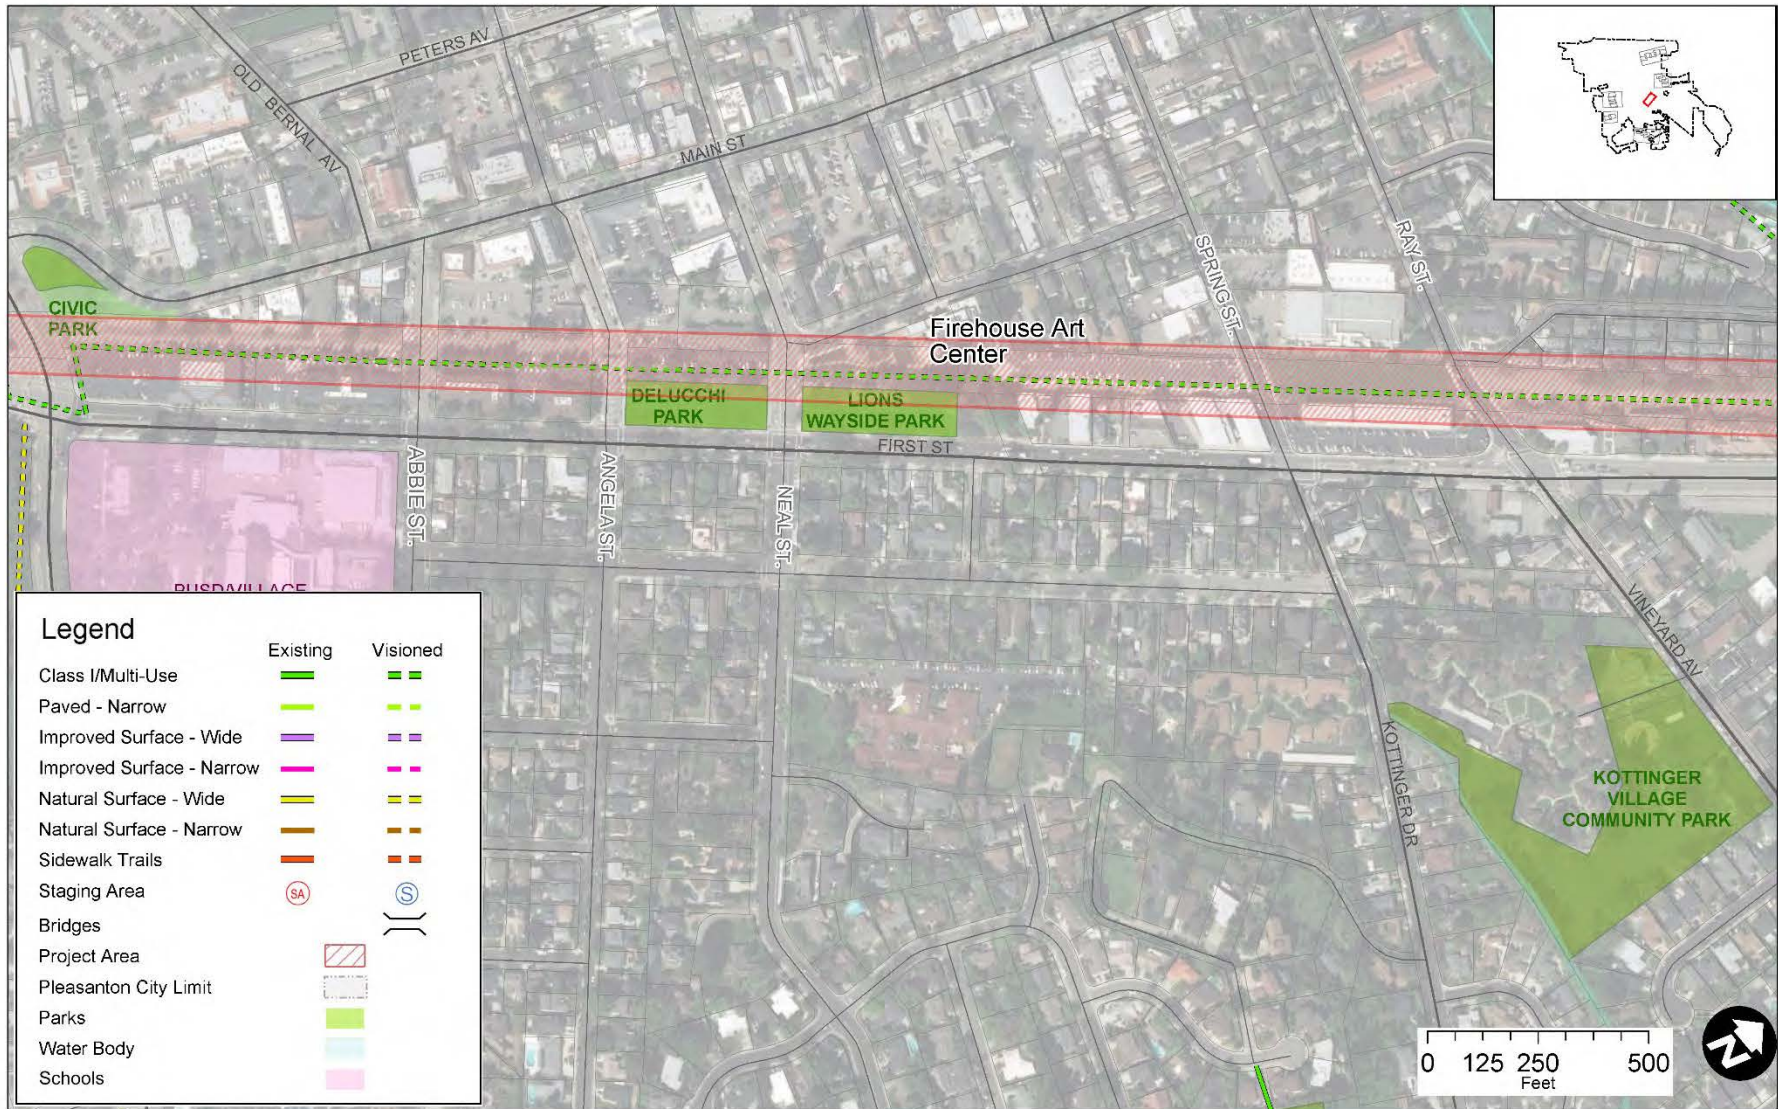 PETERS AV
OLD BERNAL AV
MAIN ST
SPRING ST.
RAY ST.
CIVIC
PARK
Firehouse Art
Center
DELUCCHI
PARK
LIONS
WAYSIDE PARK
FIRST ST
ABBIE ST.
ANGELA ST.
NEAL ST.
VINEYARD AV
KOTTINGER DR
KOTTINGER
VILLAGE
COMMUNITY PARK
PUSD/VILLAGE
Legend
Existing Visioned
Class I/Multi-Use
Paved - Narrow
Improved Surface - Wide
Improved Surface - Narrow
Natural Surface - Wide
Natural Surface - Narrow
Sidewalk Trails
Staging Area SA S
Bridges
Project Area
Pleasanton City Limit
Parks
Water Body
Schools
0 125 250 500
Feet
N